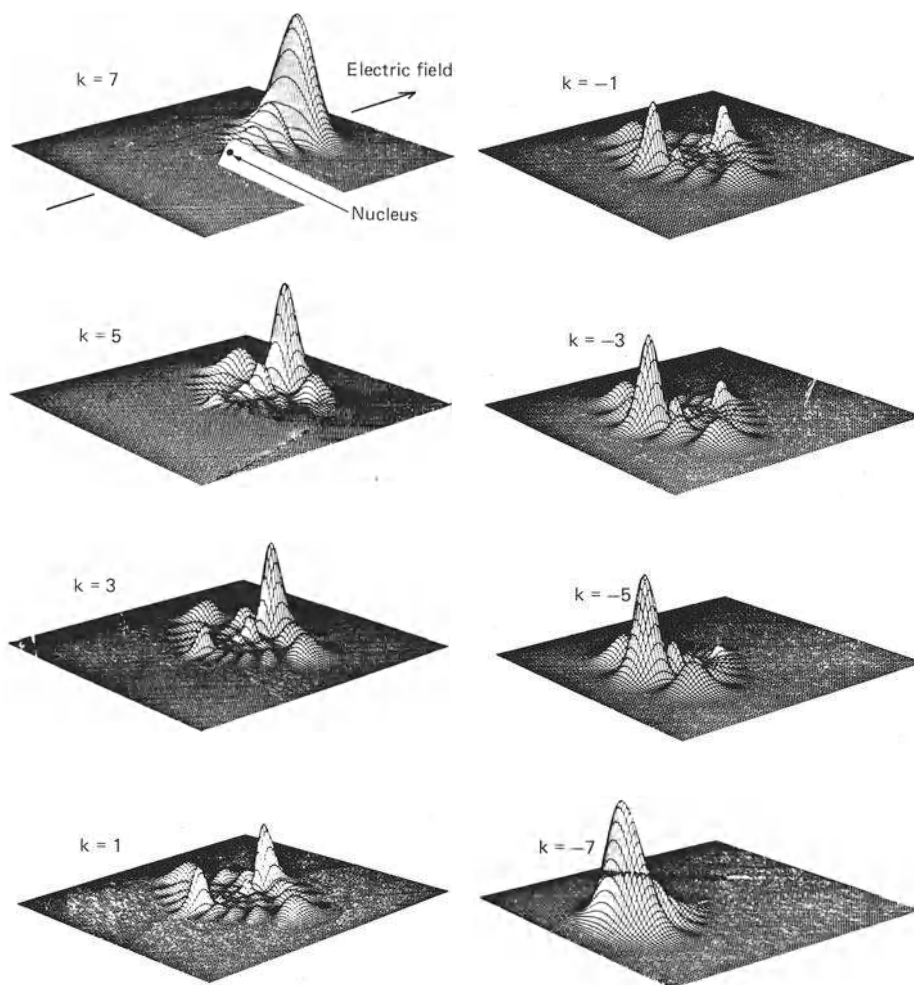 k = 7
Electric field
Nucleus
k = −1
k = 5
k = −3
k = 3
k = −5
k = 1
k = −7